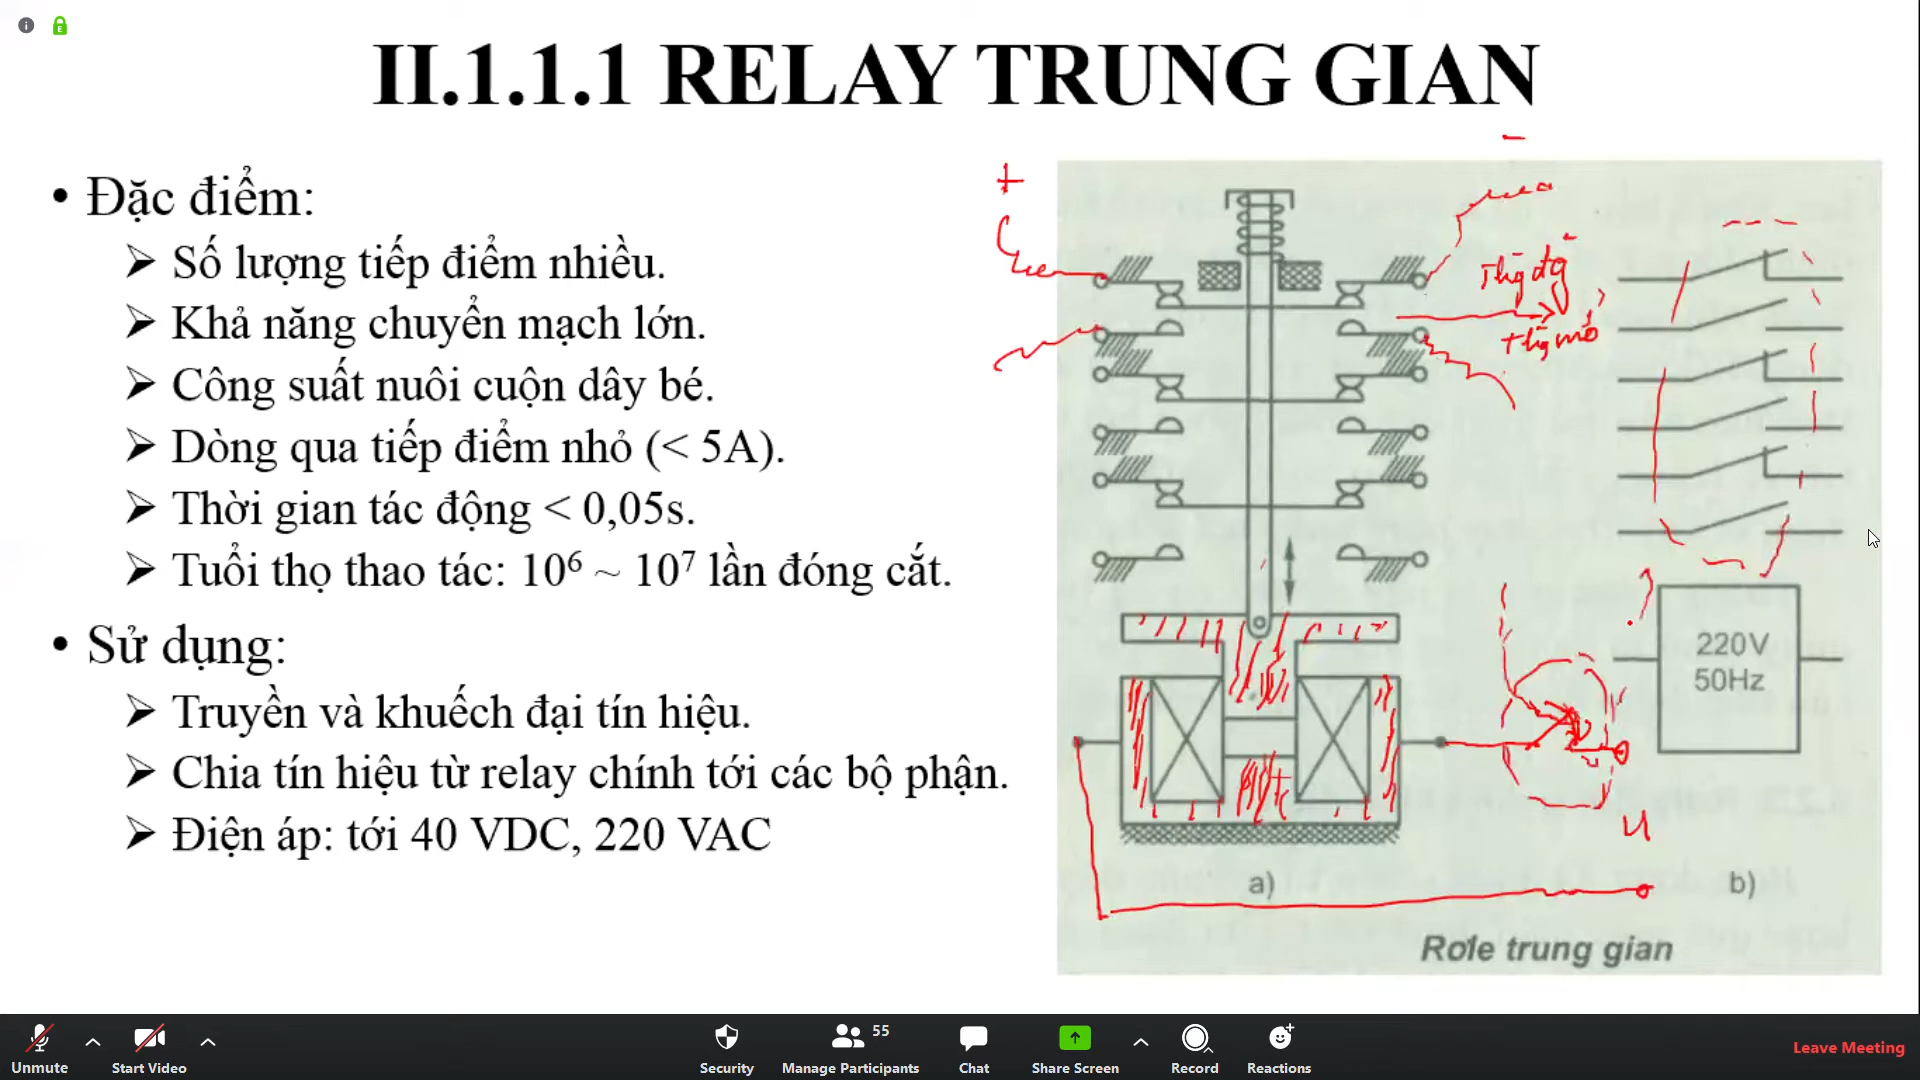 II.1.1.1 RELAY TRUNG GIAN
• Đặc điểm:
➢ Số lượng tiếp điểm nhiều.
➢ Khả năng chuyển mạch lớn.
➢ Công suất nuôi cuộn dây bé.
➢ Dòng qua tiếp điểm nhỏ (< 5A).
➢ Thời gian tác động < 0,05s.
➢ Tuổi thọ thao tác: 10⁶ ~ 10⁷ lần đóng cắt.
• Sử dụng:
➢ Truyền và khuếch đại tín hiệu.
➢ Chia tín hiệu từ relay chính tới các bộ phận.
➢ Điện áp: tới 40 VDC, 220 VAC
+
-
220V
50Hz
U
a)
b)
Rơle trung gian
Unmute
Start Video
Security
55
Manage Participants
Chat
Share Screen
Record
Reactions
Leave Meeting